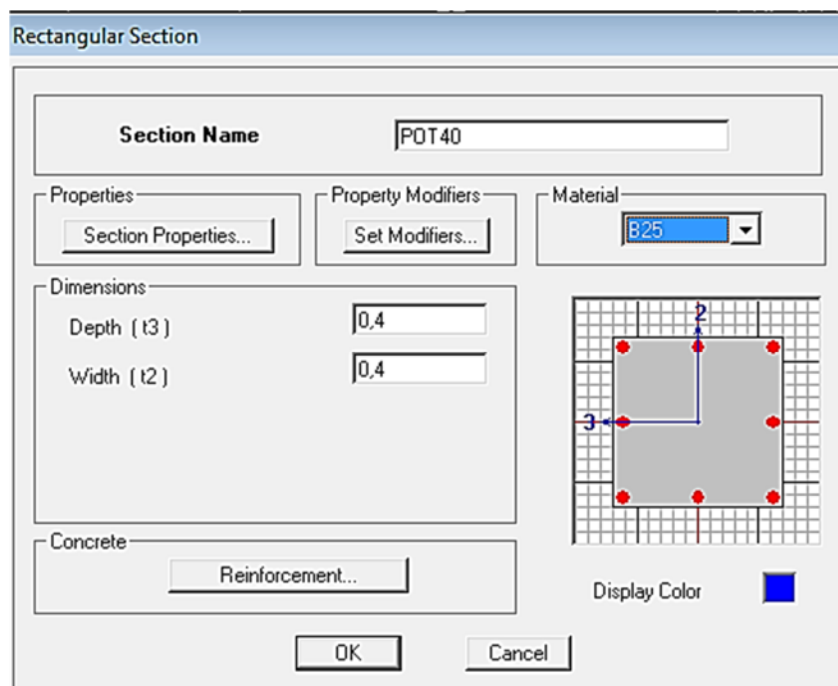 Rectangular Section
Section Name POT40
Properties Property Modifiers Material
Section Properties... Set Modifiers... B25
Dimensions
Depth ( t3 ) 0,4
Width ( t2 ) 0,4
2
3
Concrete
Reinforcement...
Display Color
OK Cancel